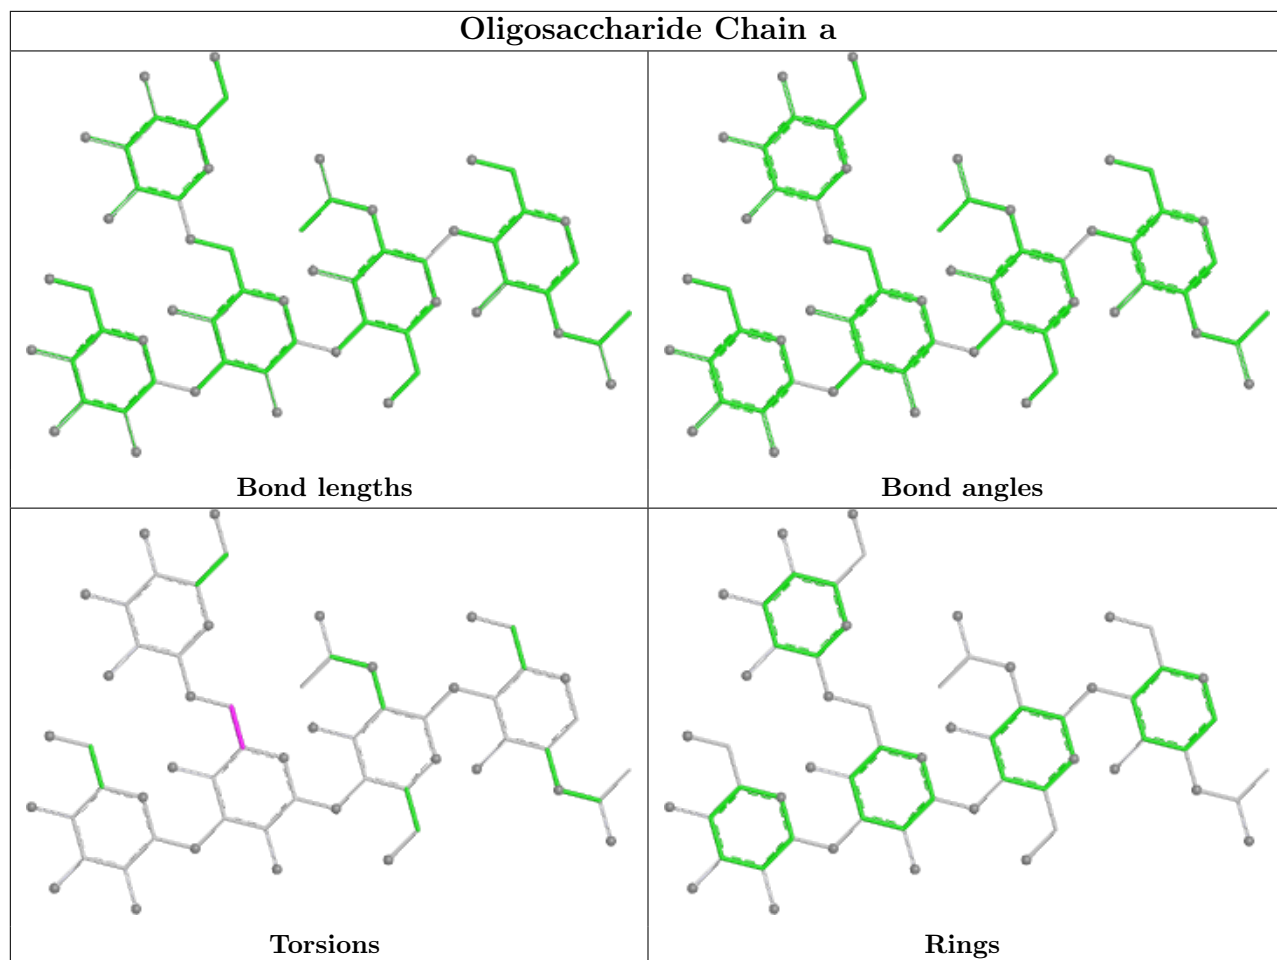 Oligosaccharide Chain a
Bond lengths
Bond angles
Torsions
Rings